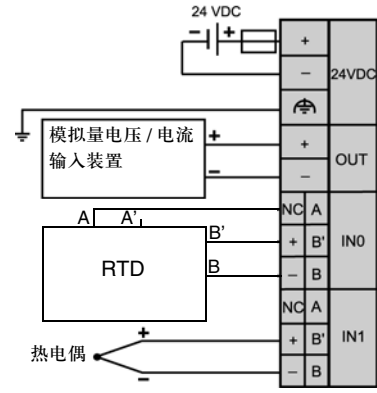 24 VDC
− + +
−
24VDC
模拟量电压 / 电流
输入装置
+ +
− −
OUT
A A' NC A
B' + B'
RTD
B − B
IN0
NC A
+ + B'
热电偶
− − B
IN1